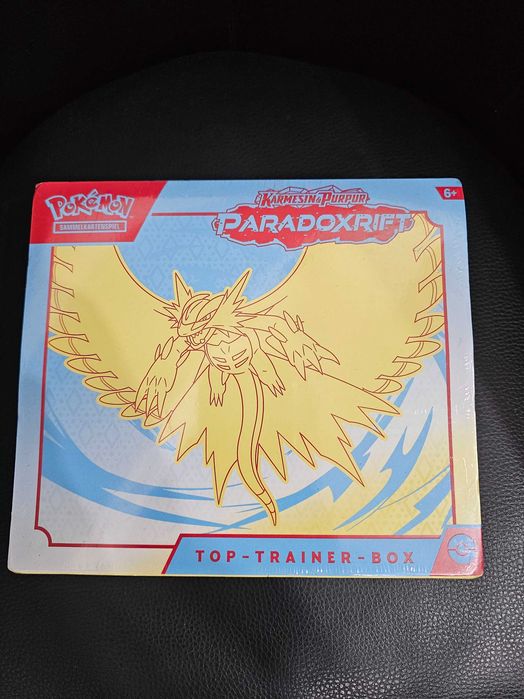 POKÉMON
SAMMELKARTENSPIEL
KARMESIN & PURPUR
PARADOXRIFT
6+
TOP-TRAINER-BOX